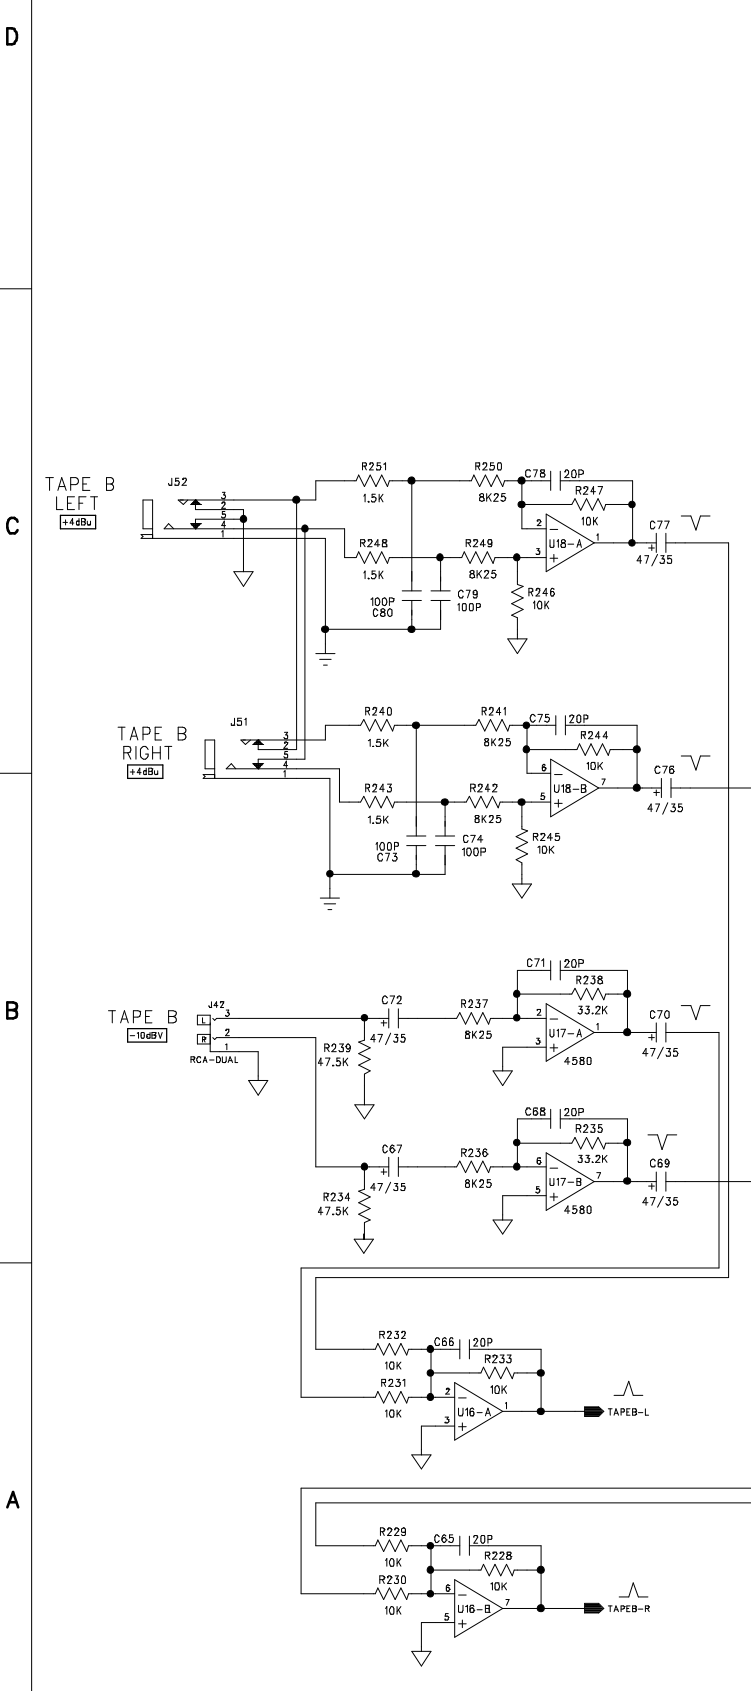 D
C
B
A
TAPE B
LEFT
+4dBu
J52
3
2
5
4
1
R251
1.5K
R250
8K25
C78
20P
R247
10K
R248
1.5K
R249
8K25
2
3
U18-A
1
C77
+
47/35
100P
C80
C79
100P
R246
10K
TAPE B
RIGHT
+4dBu
J51
3
2
5
4
1
R240
1.5K
R241
8K25
C75
20P
R244
10K
R243
1.5K
R242
8K25
6
5
U18-B
7
C76
+
47/35
100P
C73
C74
100P
R245
10K
TAPE B
-10dBV
J42
L
R
3
2
1
RCA-DUAL
R239
47.5K
C72
+
47/35
R237
8K25
C71
20P
R238
33.2K
2
3
U17-A
1
4580
C70
+
47/35
R234
47.5K
C67
+
47/35
R236
8K25
C68
20P
R235
33.2K
6
5
U17-B
7
4580
C69
+
47/35
R232
10K
R231
10K
C66
20P
R233
10K
2
3
U16-A
1
TAPEB-L
R229
10K
R230
10K
C65
20P
R228
10K
6
5
U16-B
7
TAPEB-R